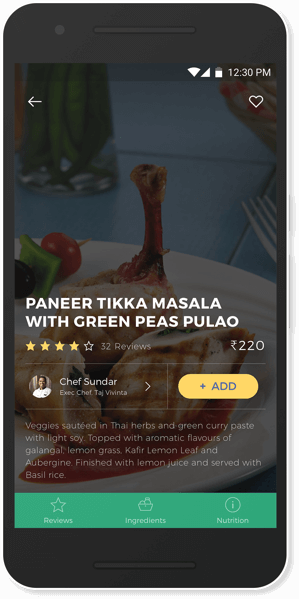 12:30 PM
PANEER TIKKA MASALA
WITH GREEN PEAS PULAO
32 Reviews
₹220
Chef Sundar
Exec Chef, Taj Vivinta
+ ADD
Veggies sautéed in Thai herbs and green curry paste
with light soy. Topped with aromatic flavours of
galangal, lemon grass, Kafir Lemon Leaf and
Aubergine. Finished with lemon juice and served with
Basil rice.
Reviews
Ingredients
Nutrition